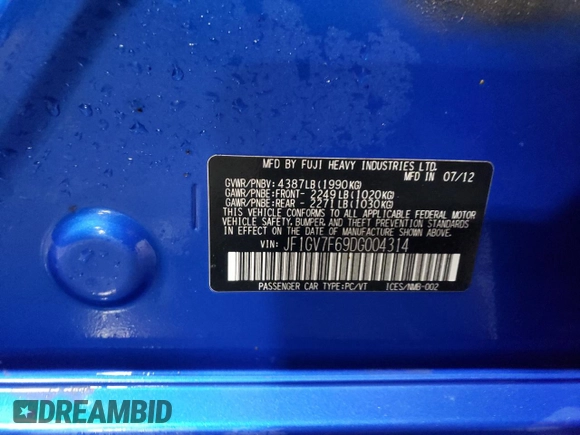 MFD BY FUJI HEAVY INDUSTRIES LTD.
MFD IN 07/12
GVWR/PNBV: 4387LB(1990KG)
GAWR/PNBE:FRONT- 2249LB(1020KG)
GAWR/PNBE:REAR - 2271LB(1030KG)
THIS VEHICLE CONFORMS TO ALL APPLICABLE FEDERAL MOTOR
VEHICLE SAFETY, BUMPER, AND THEFT PREVENTION STANDARDS
IN EFFECT ON THE DATE OF MANUFACTURE SHOWN ABOVE.
VIN: JF1GV7F69DG004314
PASSENGER CAR TYPE:PC/VT ICES/NMB-002
DREAMBID